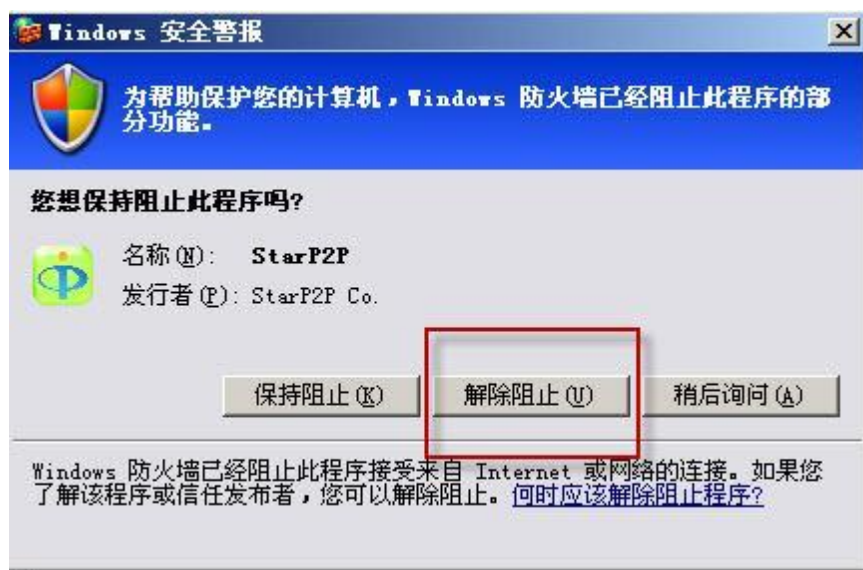 Windows 安全警报
为帮助保护您的计算机，Windows 防火墙已经阻止此程序的部
分功能。
您想保持阻止此程序吗?
名称(N): StarP2P
发行者(P): StarP2P Co.
保持阻止(K) 解除阻止(U) 稍后询问(A)
Windows 防火墙已经阻止此程序接受来自 Internet 或网络的连接。如果您
了解该程序或信任发布者，您可以解除阻止。何时应该解除阻止程序?